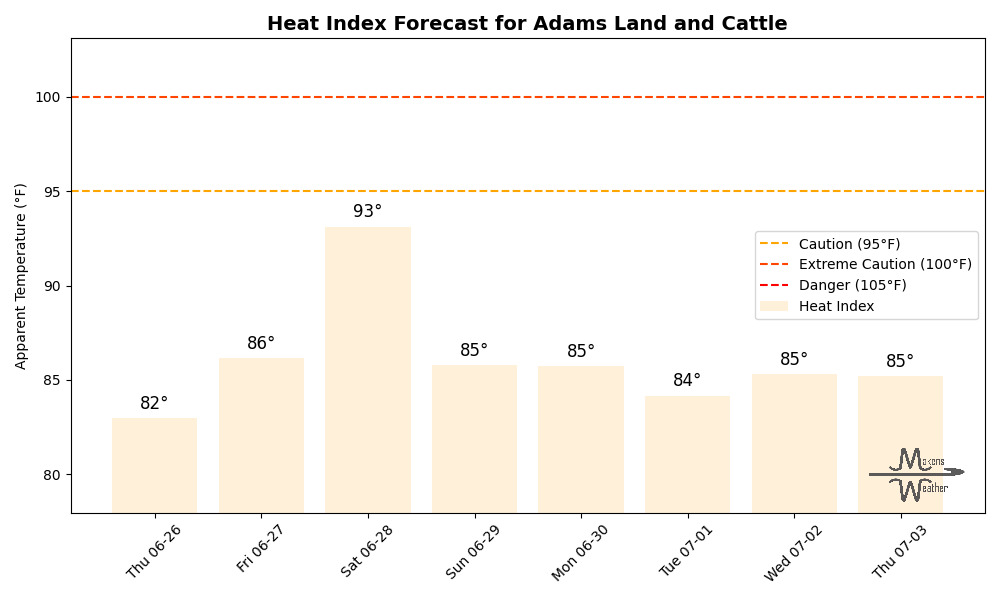 Heat Index Forecast for Adams Land and Cattle
Apparent Temperature (°F)
100
95
90
85
80
82°
86°
93°
85°
85°
84°
85°
85°
Caution (95°F)
Extreme Caution (100°F)
Danger (105°F)
Heat Index
Thu 06-26
Fri 06-27
Sat 06-28
Sun 06-29
Mon 06-30
Tue 07-01
Wed 07-02
Thu 07-03